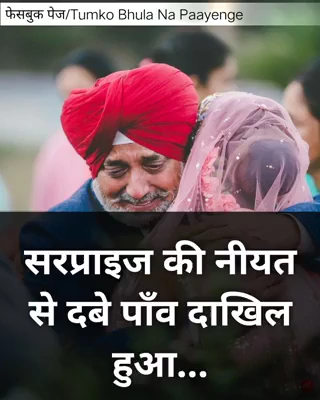 फेसबुक पेज/Tumko Bhula Na Paayenge
सरप्राइज की नीयत
से दबे पाँव दाखिल
हुआ...